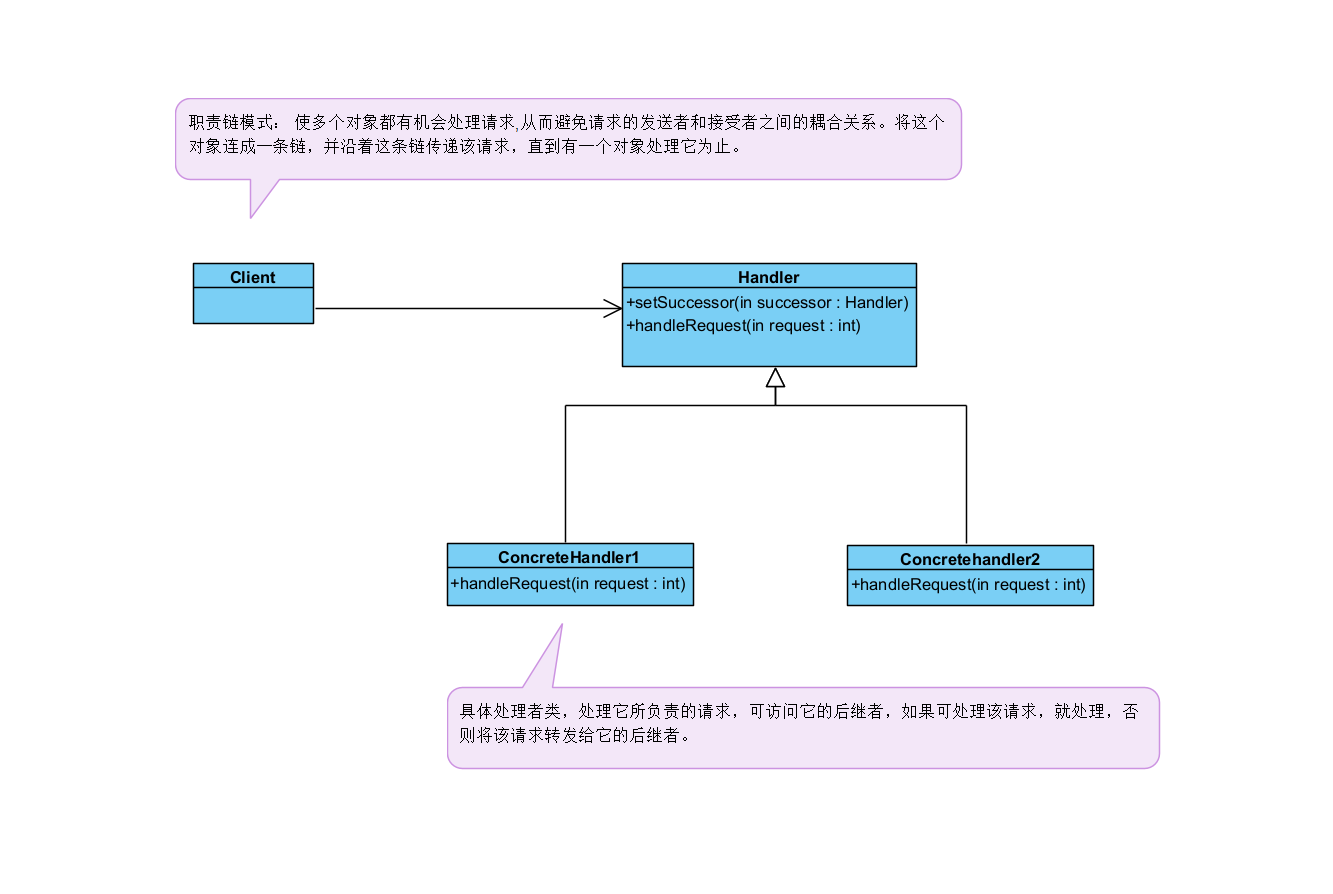 职责链模式： 使多个对象都有机会处理请求,从而避免请求的发送者和接受者之间的耦合关系。将这个
对象连成一条链，并沿着这条链传递该请求，直到有一个对象处理它为止。
Client
Handler
+setSuccessor(in successor : Handler)
+handleRequest(in request : int)
ConcreteHandler1
+handleRequest(in request : int)
Concretehandler2
+handleRequest(in request : int)
具体处理者类，处理它所负责的请求，可访问它的后继者，如果可处理该请求，就处理，否
则将该请求转发给它的后继者。